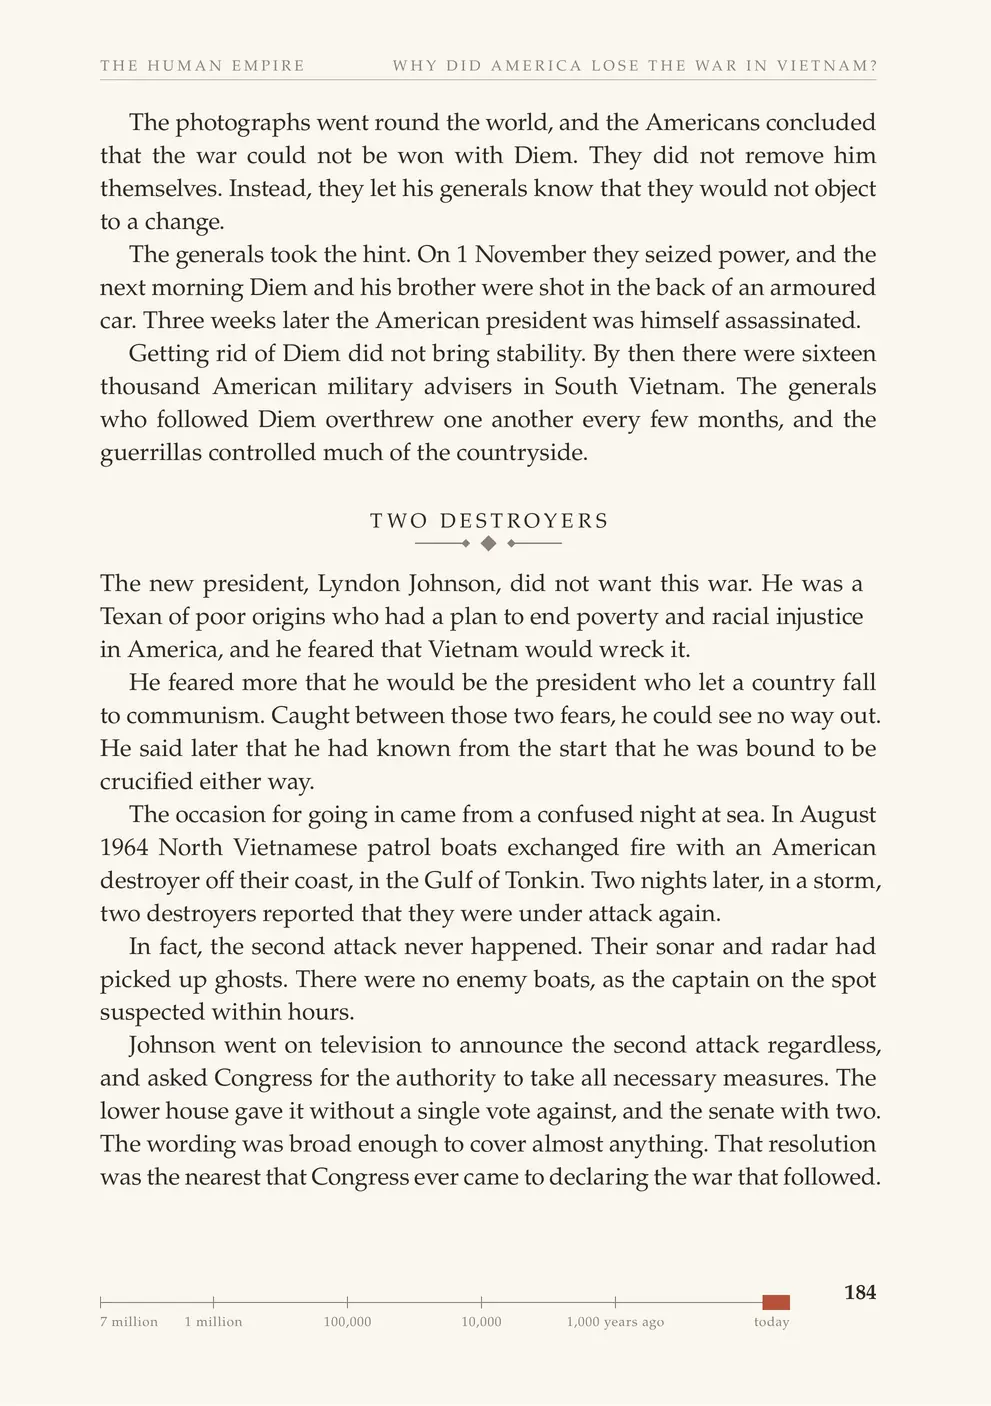 THE HUMAN EMPIRE WHY DID AMERICA LOSE THE WAR IN VIETNAM?
The photographs went round the world, and the Americans concluded
that the war could not be won with Diem. They did not remove him
themselves. Instead, they let his generals know that they would not object
to a change.
The generals took the hint. On 1 November they seized power, and the
next morning Diem and his brother were shot in the back of an armoured
car. Three weeks later the American president was himself assassinated.
Getting rid of Diem did not bring stability. By then there were sixteen
thousand American military advisers in South Vietnam. The generals
who followed Diem overthrew one another every few months, and the
guerrillas controlled much of the countryside.
TWO DESTROYERS
The new president, Lyndon Johnson, did not want this war. He was a
Texan of poor origins who had a plan to end poverty and racial injustice
in America, and he feared that Vietnam would wreck it.
He feared more that he would be the president who let a country fall
to communism. Caught between those two fears, he could see no way out.
He said later that he had known from the start that he was bound to be
crucified either way.
The occasion for going in came from a confused night at sea. In August
1964 North Vietnamese patrol boats exchanged fire with an American
destroyer off their coast, in the Gulf of Tonkin. Two nights later, in a storm,
two destroyers reported that they were under attack again.
In fact, the second attack never happened. Their sonar and radar had
picked up ghosts. There were no enemy boats, as the captain on the spot
suspected within hours.
Johnson went on television to announce the second attack regardless,
and asked Congress for the authority to take all necessary measures. The
lower house gave it without a single vote against, and the senate with two.
The wording was broad enough to cover almost anything. That resolution
was the nearest that Congress ever came to declaring the war that followed.
184
7 million 1 million 100,000 10,000 1,000 years ago today